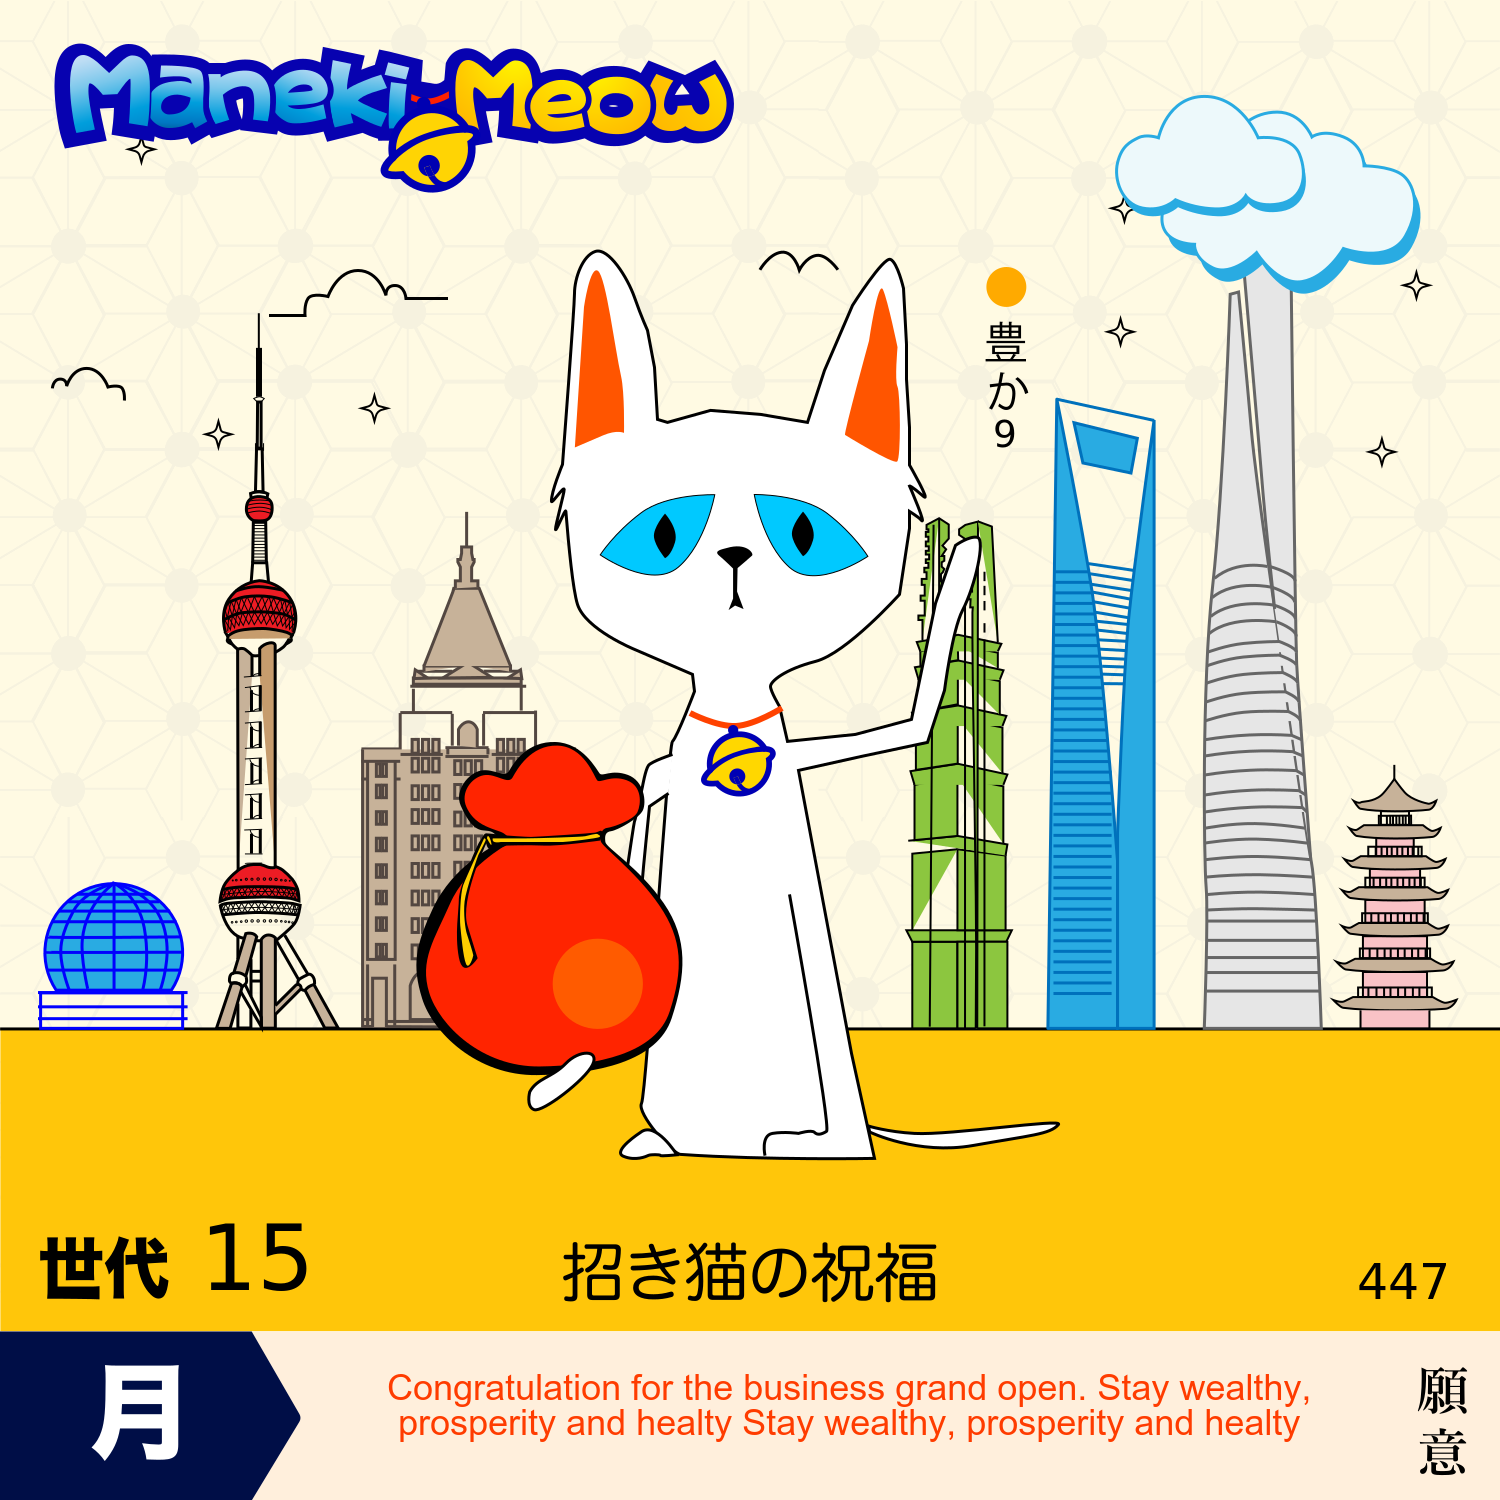 Maneki-Meow
豊か9
世代 15
招き猫の祝福
447
月
Congratulation for the business grand open. Stay wealthy,
prosperity and healty Stay wealthy, prosperity and healty
願意